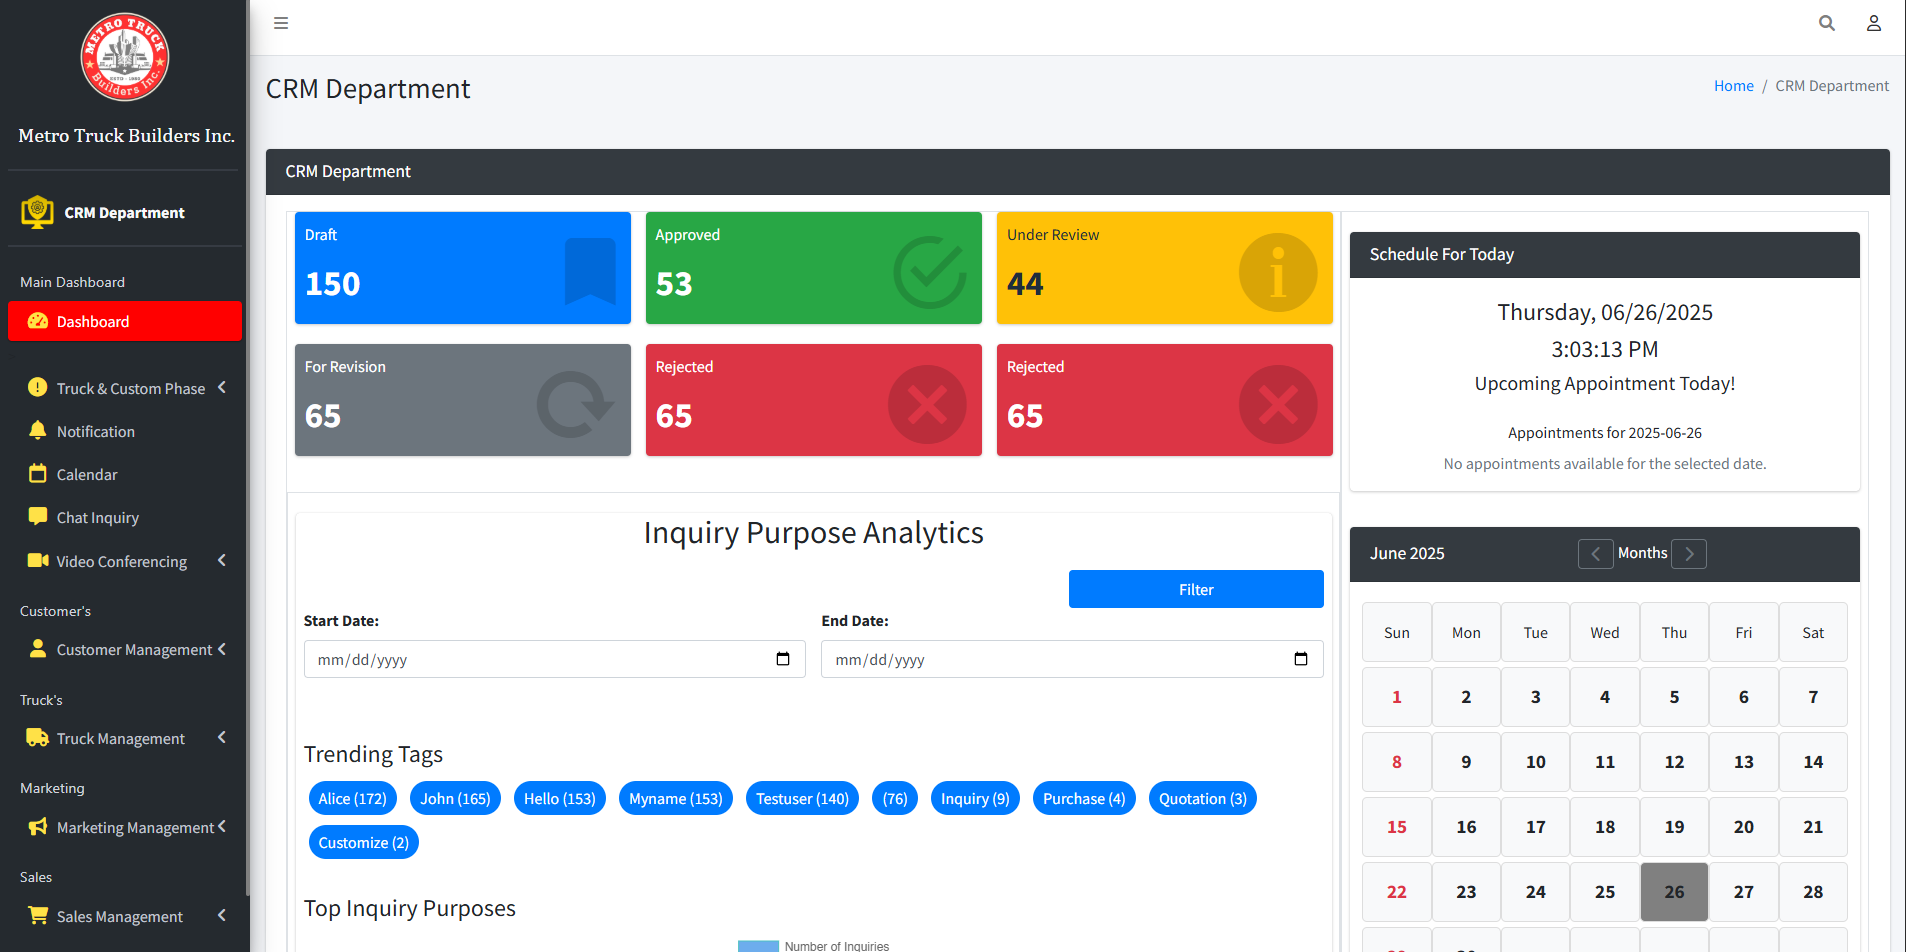 METRO TRUCK
Builders Inc.
Metro Truck Builders Inc.
CRM Department
Main Dashboard
Dashboard
Truck & Custom Phase
Notification
Calendar
Chat Inquiry
Video Conferencing
Customer's
Customer Management
Truck's
Truck Management
Marketing
Marketing Management
Sales
Sales Management
CRM Department
Home / CRM Department
CRM Department
Draft
150
Approved
53
Under Review
44
For Revision
65
Rejected
65
Rejected
65
Inquiry Purpose Analytics
Filter
Start Date:
End Date:
mm/dd/yyyy
mm/dd/yyyy
Trending Tags
Alice (172) John (165) Hello (153) Myname (153) Testuser (140) (76) Inquiry (9) Purchase (4) Quotation (3)
Customize (2)
Top Inquiry Purposes
Number of Inquiries
Schedule For Today
Thursday, 06/26/2025
3:03:13 PM
Upcoming Appointment Today!
Appointments for 2025-06-26
No appointments available for the selected date.
June 2025
Months
Sun Mon Tue Wed Thu Fri Sat
1 2 3 4 5 6 7
8 9 10 11 12 13 14
15 16 17 18 19 20 21
22 23 24 25 26 27 28
29 30